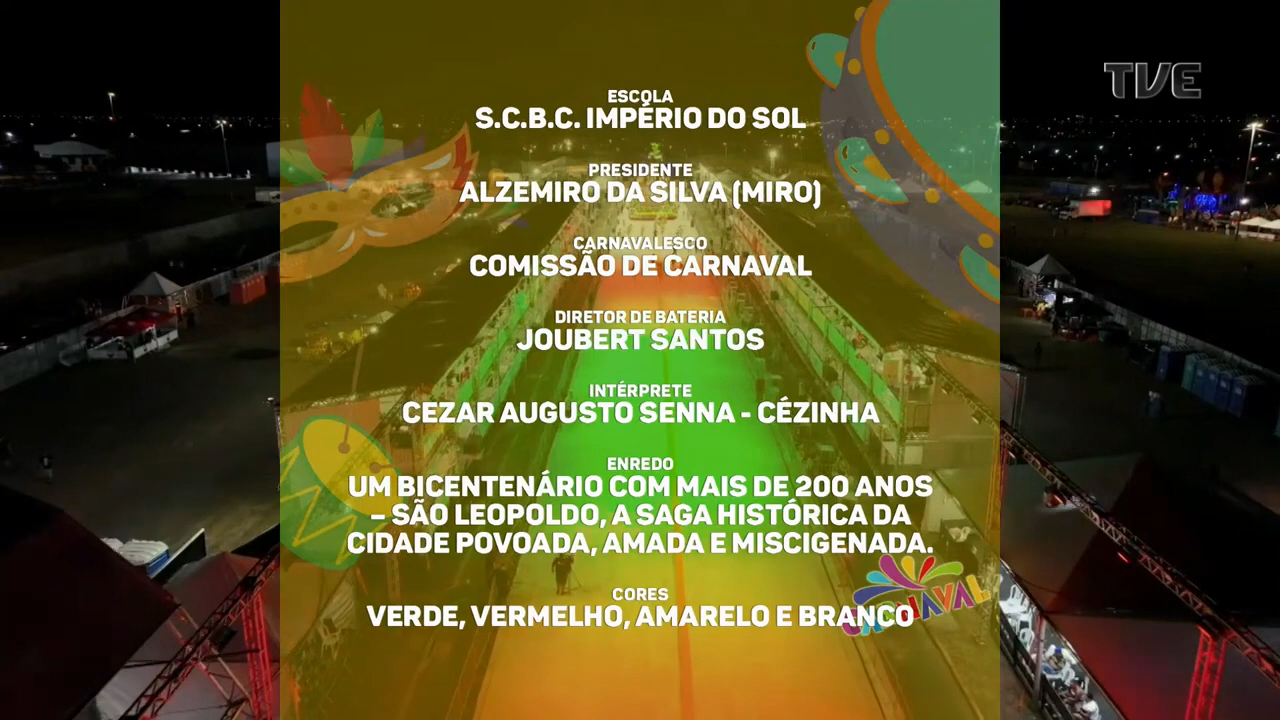 TVE
ESCOLA
S.C.B.C. IMPÉRIO DO SOL
PRESIDENTE
ALZEMIRO DA SILVA (MIRO)
CARNAVALESCO
COMISSÃO DE CARNAVAL
DIRETOR DE BATERIA
JOUBERT SANTOS
INTÉRPRETE
CEZAR AUGUSTO SENNA - CÉZINHA
ENREDO
UM BICENTENÁRIO COM MAIS DE 200 ANOS
– SÃO LEOPOLDO, A SAGA HISTÓRICA DA
CIDADE POVOADA, AMADA E MISCIGENADA.
CORES
VERDE, VERMELHO, AMARELO E BRANCO
CARNAVAL